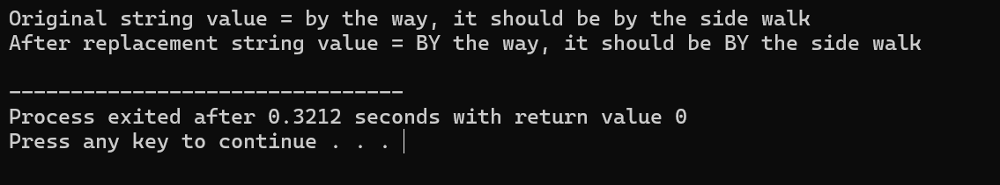 Original string value = by the way, it should be by the side walk
After replacement string value = BY the way, it should be BY the side walk
--------------------------------
Process exited after 0.3212 seconds with return value 0
Press any key to continue . . .